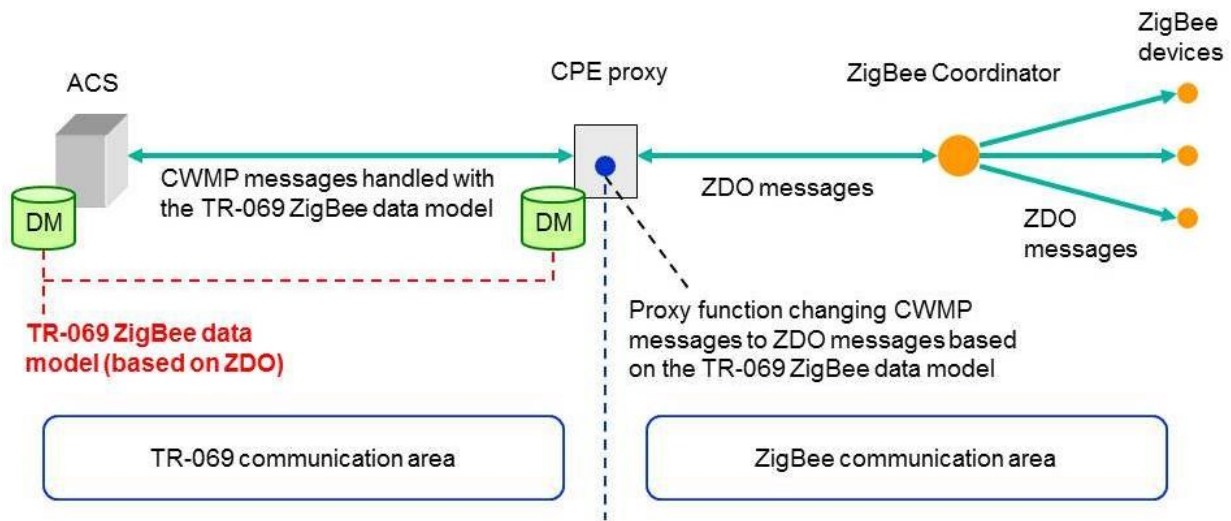 ZigBee
devices
CPE proxy
ZigBee Coordinator
ACS
CWMP messages handled with
the TR-069 ZigBee data model
ZDO messages
DM
DM
ZDO
messages
TR-069 ZigBee data
model (based on ZDO)
Proxy function changing CWMP
messages to ZDO messages based
on the TR-069 ZigBee data model
TR-069 communication area
ZigBee communication area